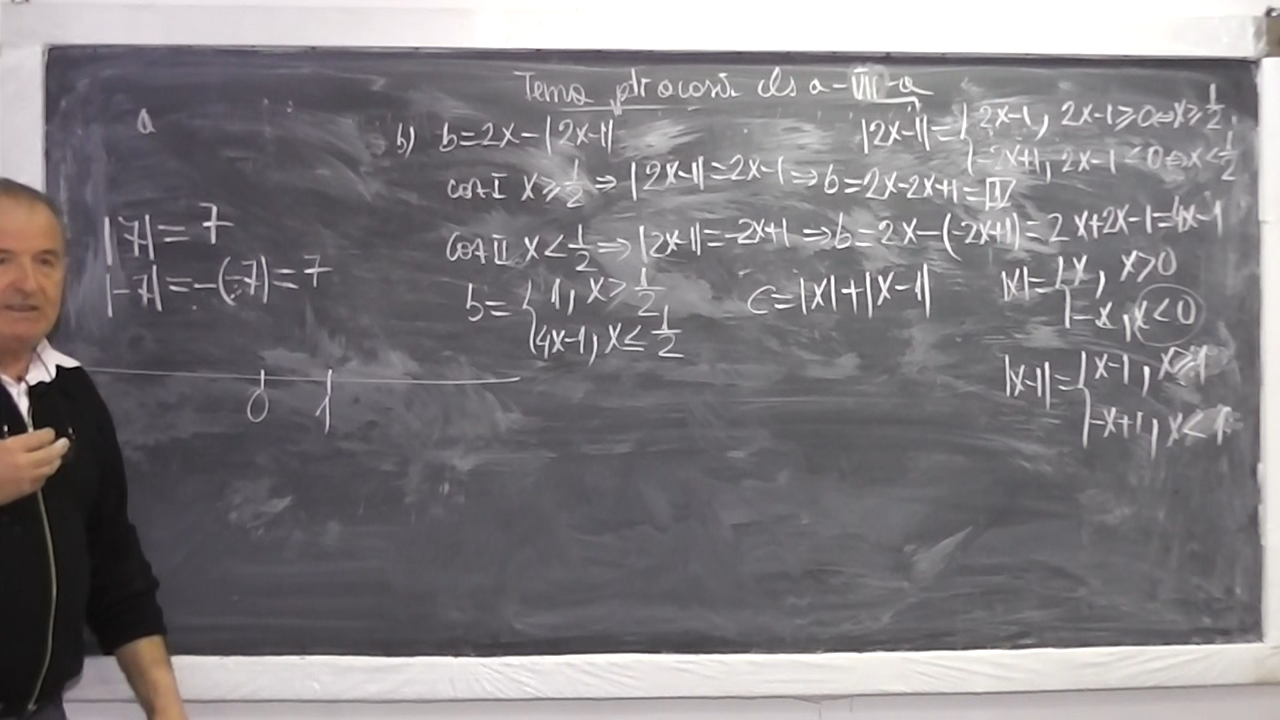 Tema ptr acasă cls a-VII-a
a
|7|=7
|-7|=-(-7)=7
0 1
b) b=2x-|2x-1|
|2x-1|={2x-1, 2x-1≥0⇔x≥1/2
{-2x+1, 2x-1<0⇔x<1/2
caz I x≥1/2⇒|2x-1|=2x-1⇒b=2x-2x+1=1
caz II x<1/2⇒|2x-1|=-2x+1⇒b=2x-(-2x+1)=2x+2x-1=4x-1
b={1, x>1/2
{4x-1, x≤1/2
c=|x|+|x-1|
|x|={x, x>0
{-x, x<0
|x-1|={x-1, x≥1
{-x+1, x<1